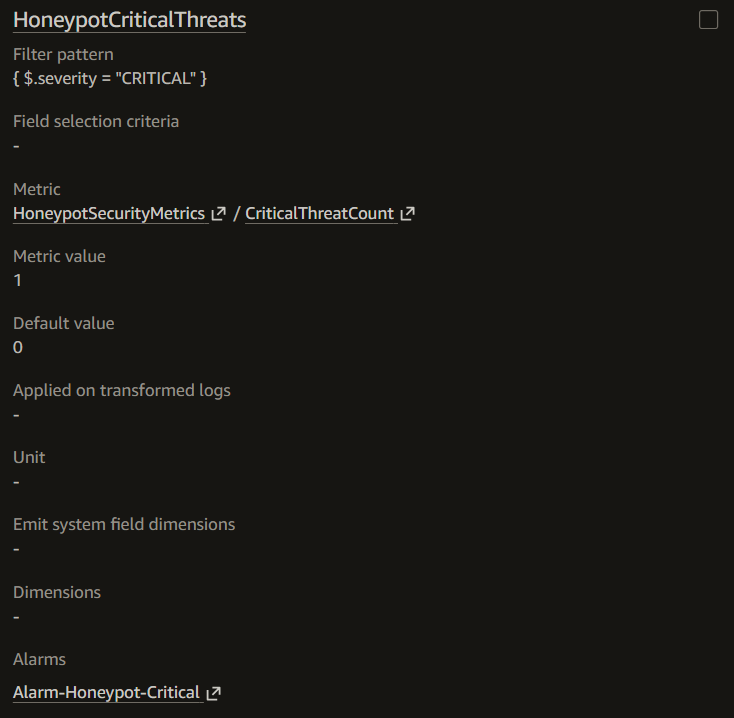 HoneypotCriticalThreats
Filter pattern
{ $.severity = "CRITICAL" }
Field selection criteria
-
Metric
HoneypotSecurityMetrics / CriticalThreatCount
Metric value
1
Default value
0
Applied on transformed logs
-
Unit
-
Emit system field dimensions
-
Dimensions
-
Alarms
Alarm-Honeypot-Critical